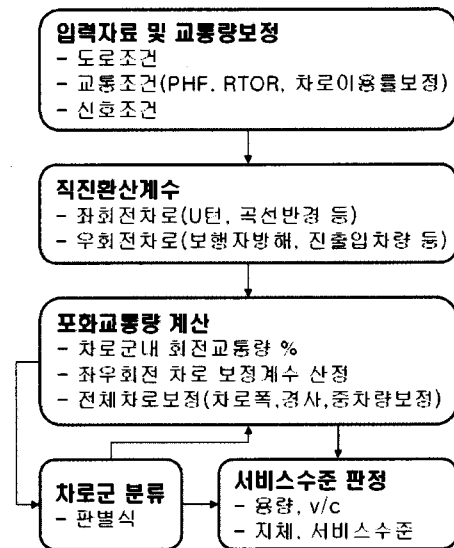 입력자료 및 교통량보정
- 도로조건
- 교통조건(PHF. RTOR, 차로이용률보정)
- 신호조건
직진환산계수
- 좌회전차로(U턴, 곡선반경 등)
- 우회전차로(보행자방해, 진출입차량 등)
포화교통량 계산
- 차로군내 회전교통량 %
- 좌우회전 차로 보정계수 산정
- 전체차로보정(차로폭,경사,중차량보정)
차로군 분류
- 판별식
서비스수준 판정
- 용량, v/c
- 지체, 서비스수준